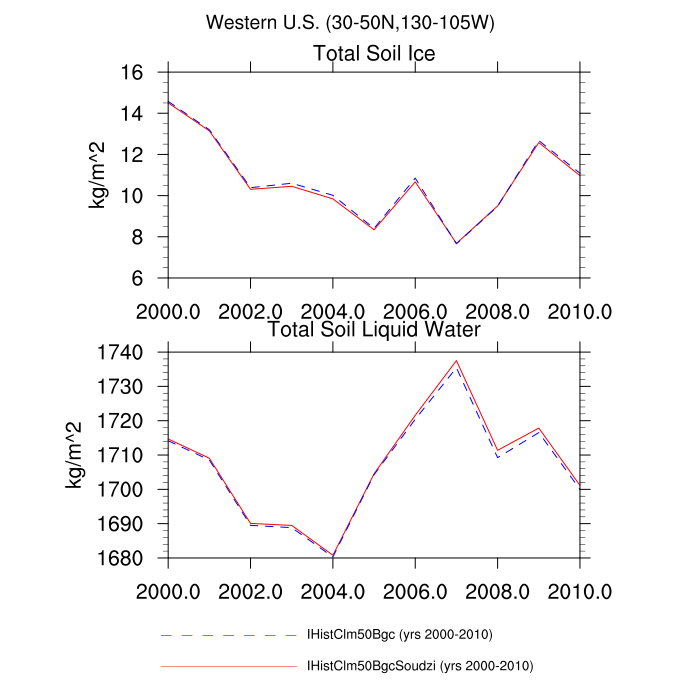 Western U.S. (30-50N,130-105W)
Total Soil Ice
16
14
12
10
8
6
kg/m^2
2000.0 2002.0 2004.0 2006.0 2008.0 2010.0
Total Soil Liquid Water
1740
1730
1720
1710
1700
1690
1680
kg/m^2
2000.0 2002.0 2004.0 2006.0 2008.0 2010.0
IHistClm50Bgc (yrs 2000-2010)
IHistClm50BgcSoudzi (yrs 2000-2010)